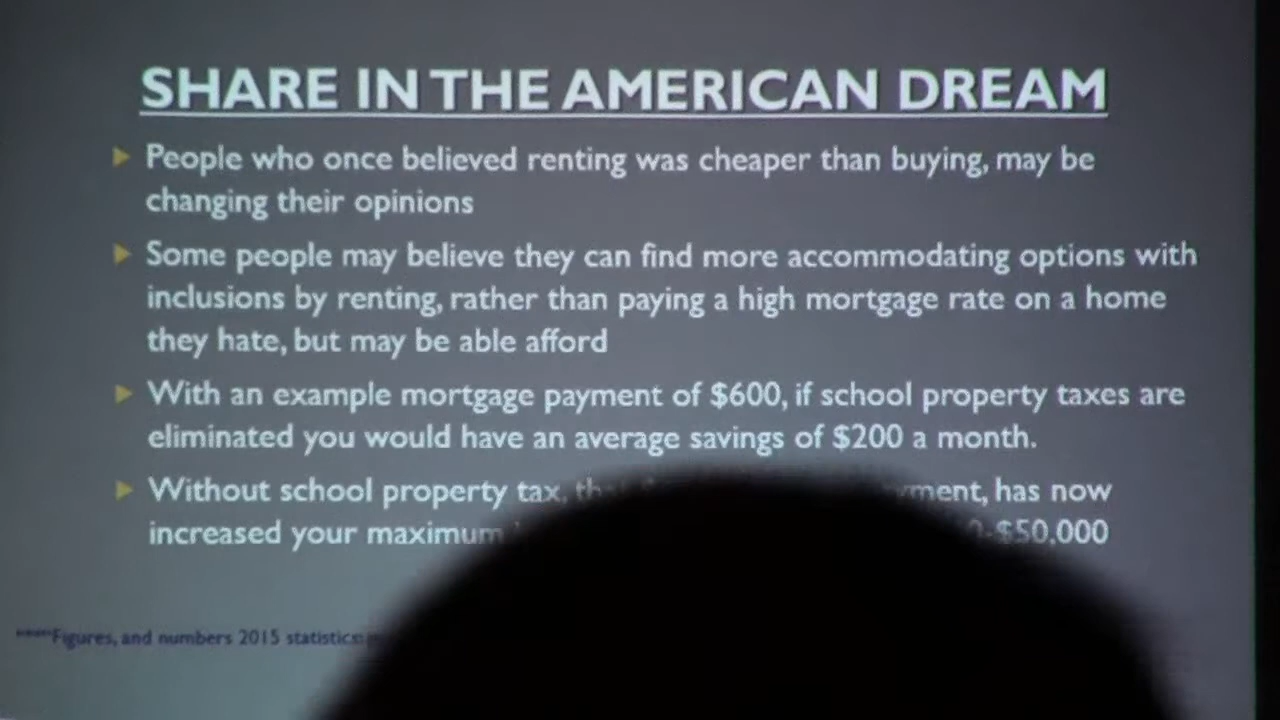 SHARE IN THE AMERICAN DREAM
People who once believed renting was cheaper than buying, may be
changing their opinions
Some people may believe they can find more accommodating options with
inclusions by renting, rather than paying a high mortgage rate on a home
they hate, but may be able afford
With an example mortgage payment of $600, if school property taxes are
eliminated you would have an average savings of $200 a month.
Without school property tax, has now
increased your maximum $50,000
****Figures, and numbers 2015 statistics